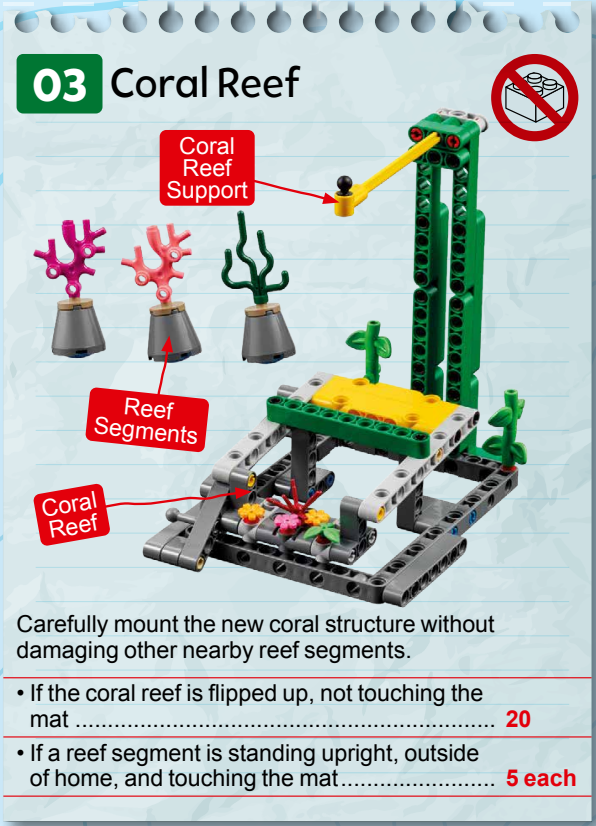 03 Coral Reef
Coral
Reef
Support
Reef
Segments
Coral
Reef
Carefully mount the new coral structure without
damaging other nearby reef segments.
• If the coral reef is flipped up, not touching the
mat ............................................................... 20
• If a reef segment is standing upright, outside
of home, and touching the mat....................... 5 each